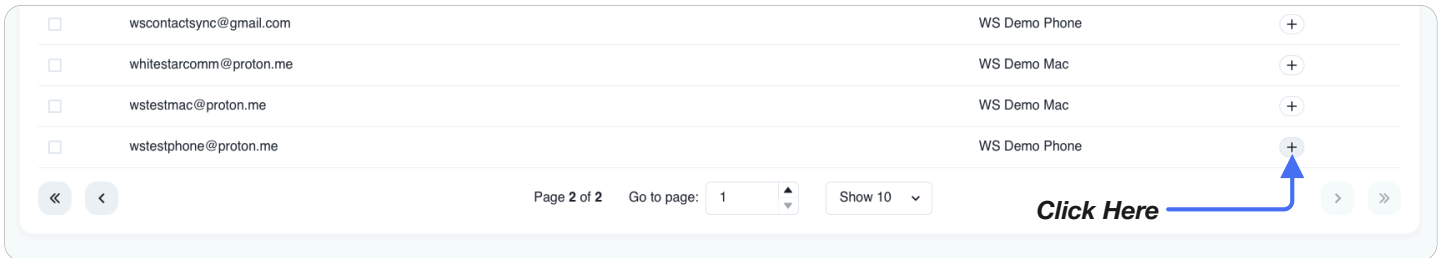 wscontactsync@gmail.com WS Demo Phone +
whitestarcomm@proton.me WS Demo Mac +
wstestmac@proton.me WS Demo Mac +
wstestphone@proton.me WS Demo Phone +
« ‹ Page 2 of 2 Go to page: 1 Show 10 › »
Click Here